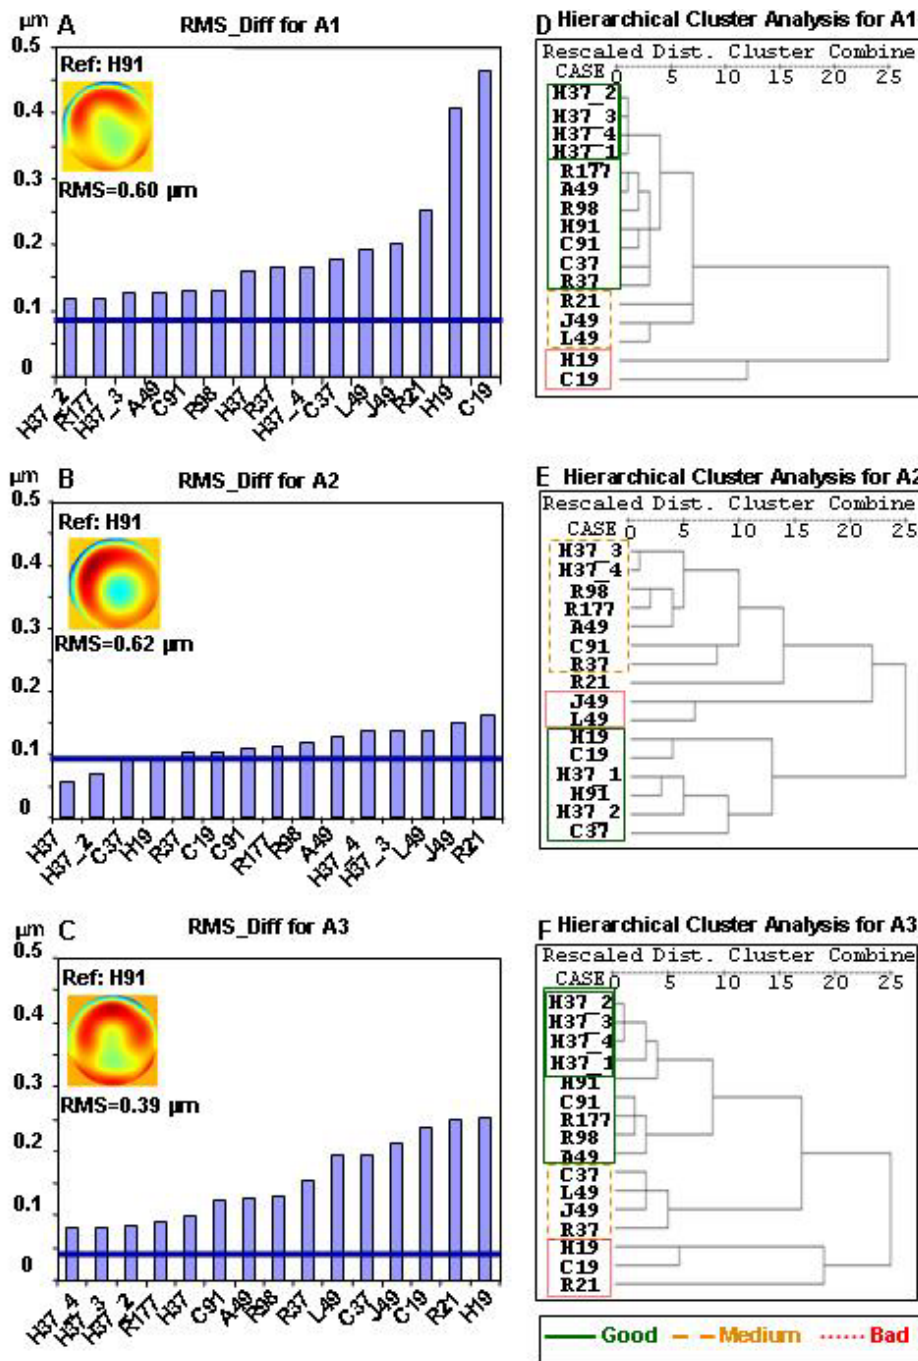 µm A RMS_Diff for A1
0.5
0.4
0.3
0.2
0.1
0
Ref: H91
RMS=0.60 µm
H37_2
R177
H37_3
A49
C91
R98
H37
R37
H37_4
C37
L49
J49
R21
H19
C19
D Hierarchical Cluster Analysis for A1
Rescaled Dist. Cluster Combine
CASE 0 5 10 15 20 25
H37_2
H37_3
H37_4
H37_1
R177
A49
R98
H91
C91
C37
R37
R21
J49
L49
H19
C19
µm B RMS_Diff for A2
0.5
0.4
0.3
0.2
0.1
0
Ref: H91
RMS=0.62 µm
H37
H37_2
C37
H19
R37
C19
C91
R177
R98
A49
H37_4
H37_3
L49
J49
R21
E Hierarchical Cluster Analysis for A2
Rescaled Dist. Cluster Combine
CASE 0 5 10 15 20 25
H37_3
H37_4
R98
R177
A49
C91
R37
R21
J49
L49
H19
C19
H37_1
H91
H37_2
C37
µm C RMS_Diff for A3
0.5
0.4
0.3
0.2
0.1
0
Ref: H91
RMS=0.39 µm
H37_4
H37_3
H37_2
R177
H37
C91
A49
R98
R37
L49
C37
J49
C19
R21
H19
F Hierarchical Cluster Analysis for A3
Rescaled Dist. Cluster Combine
CASE 0 5 10 15 20 25
H37_2
H37_3
H37_4
H37_1
H91
C91
R177
R98
A49
C37
L49
J49
R37
H19
C19
R21
Good Medium Bad